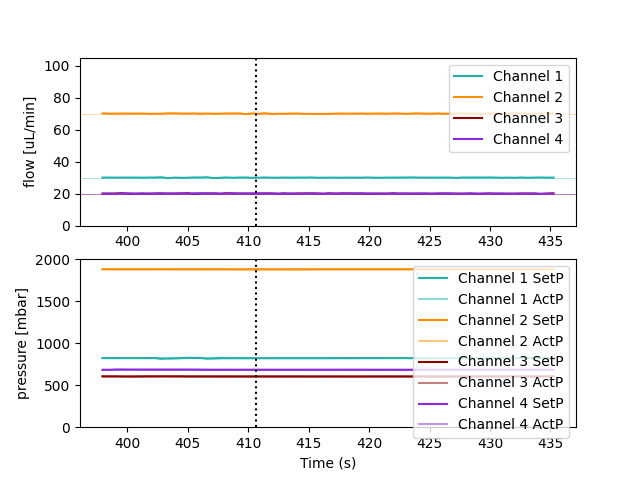 100
80
60
40
20
0
flow [uL/min]
Channel 1
Channel 2
Channel 3
Channel 4
400 405 410 415 420 425 430 435
2000
1500
1000
500
0
pressure [mbar]
Channel 1 SetP
Channel 1 ActP
Channel 2 SetP
Channel 2 ActP
Channel 3 SetP
Channel 3 ActP
Channel 4 SetP
Channel 4 ActP
400 405 410 415 420 425 430 435
Time (s)